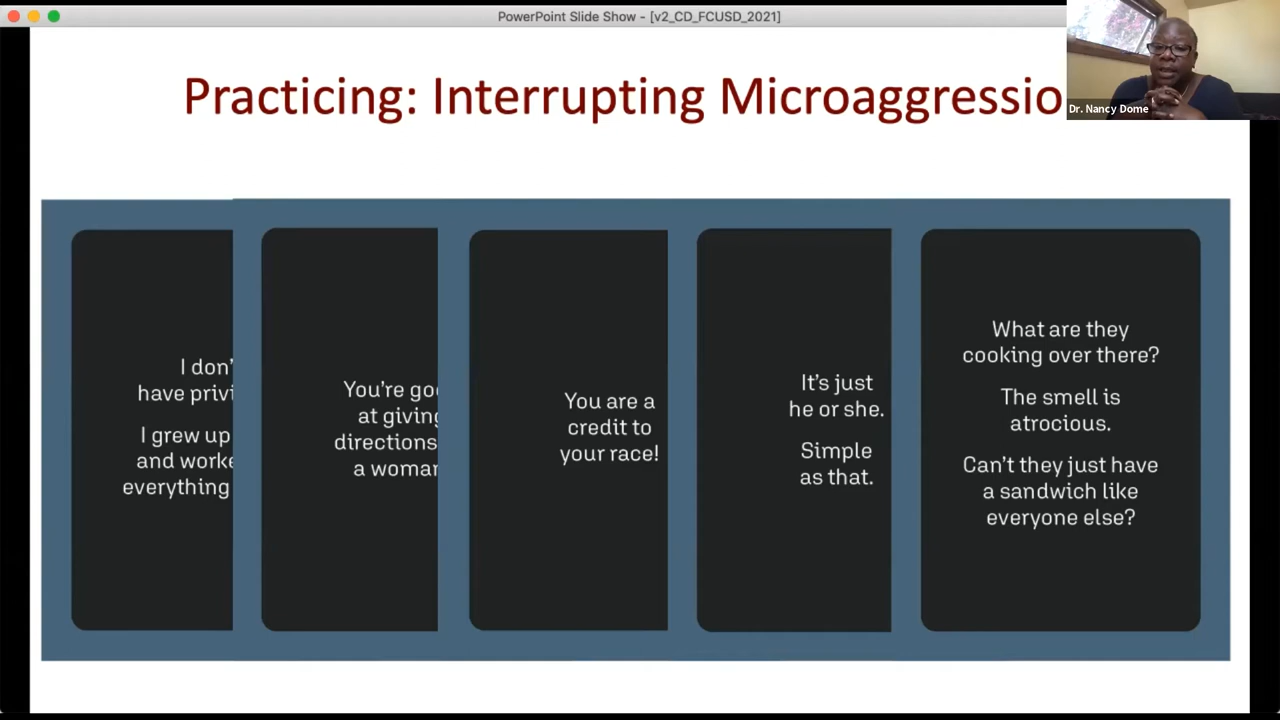 PowerPoint Slide Show - [v2_CD_FCUSD_2021]
Practicing: Interrupting Microaggressio
Dr. Nancy Dome
I don'
have privi
I grew up
and worke
everything
You're goo
at giving
directions
a woman
You are a
credit to
your race!
It's just
he or she.
Simple
as that.
What are they
cooking over there?
The smell is
atrocious.
Can't they just have
a sandwich like
everyone else?